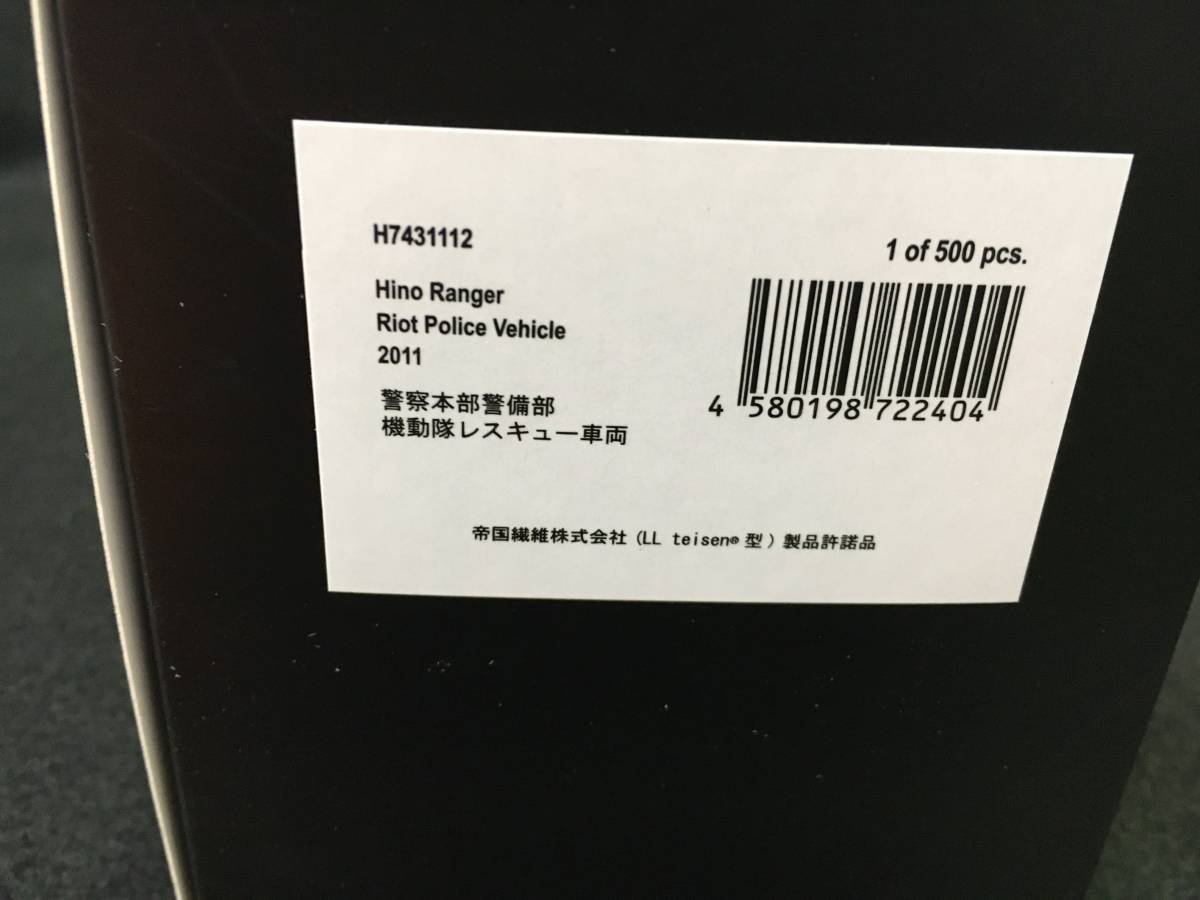 H7431112
1 of 500 pcs.
Hino Ranger
Riot Police Vehicle
2011
警察本部警備部
機動隊レスキュー車両
4 580198 722404
帝国繊維株式会社 (LL teisen® 型) 製品許諾品